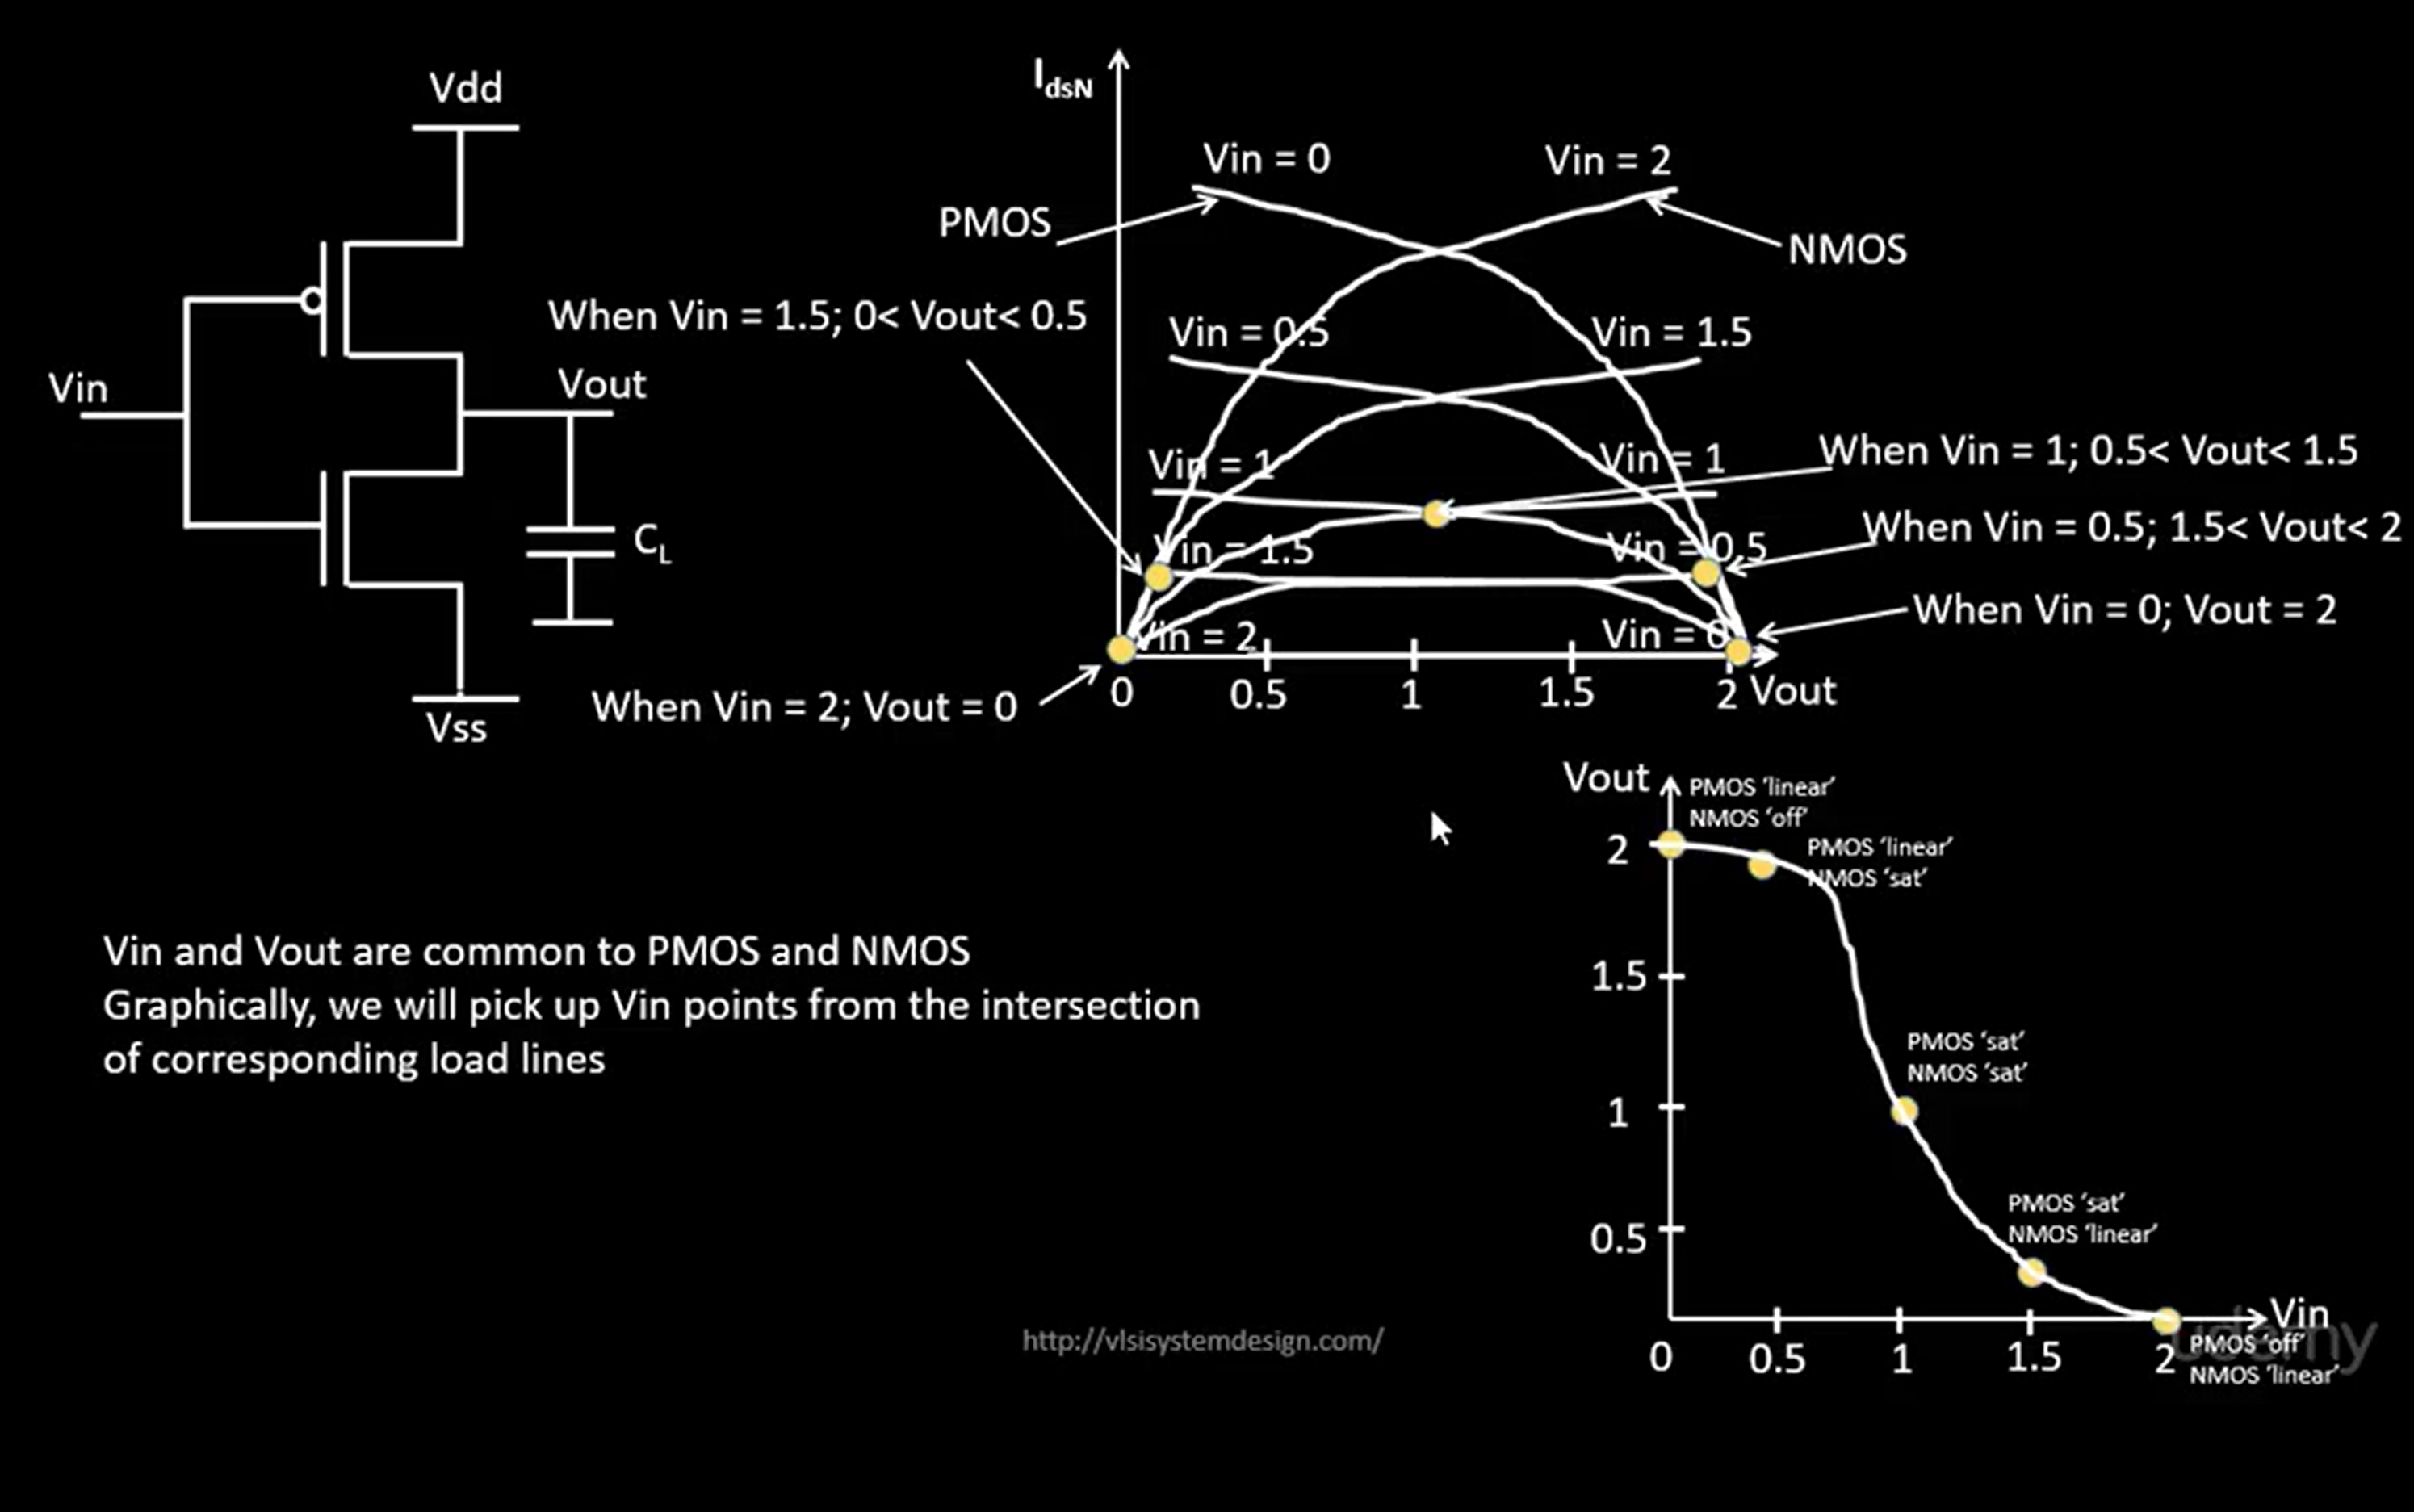 Vdd
Vin
Vout
C_L
Vss
I_dsN
Vin = 0
Vin = 2
PMOS
NMOS
When Vin = 1.5; 0< Vout< 0.5
Vin = 0.5
Vin = 1.5
Vin = 1
Vin = 1
When Vin = 1; 0.5< Vout< 1.5
Vin = 1.5
Vin = 0.5
When Vin = 0.5; 1.5< Vout< 2
Vin = 2
Vin = 0
When Vin = 0; Vout = 2
When Vin = 2; Vout = 0
0 0.5 1 1.5 2 Vout
Vout
PMOS ‘linear’
NMOS ‘off’
2
PMOS ‘linear’
NMOS ‘sat’
1.5
PMOS ‘sat’
NMOS ‘sat’
1
PMOS ‘sat’
NMOS ‘linear’
0.5
Vin
0 0.5 1 1.5 2
PMOS ‘off’
NMOS ‘linear’
Vin and Vout are common to PMOS and NMOS
Graphically, we will pick up Vin points from the intersection
of corresponding load lines
http://vlsisystemdesign.com/
udemy